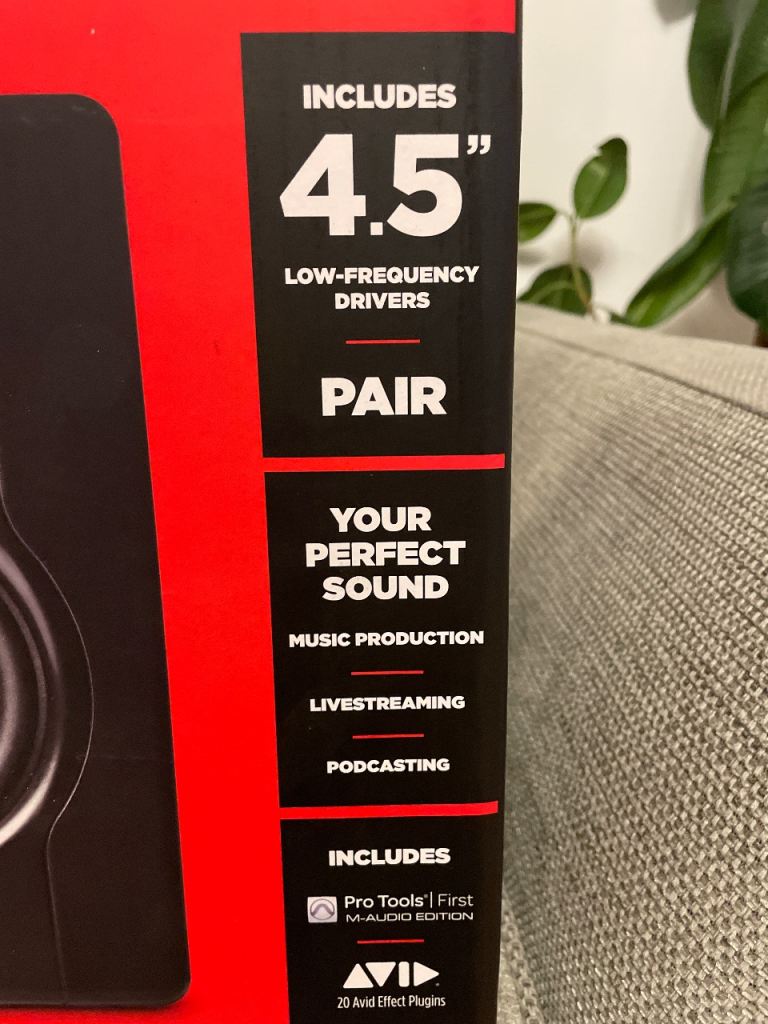 INCLUDES
4.5”
LOW-FREQUENCY
DRIVERS
PAIR
YOUR
PERFECT
SOUND
MUSIC PRODUCTION
LIVESTREAMING
PODCASTING
INCLUDES
Pro Tools® | First
M-AUDIO EDITION
AVID
20 Avid Effect Plugins